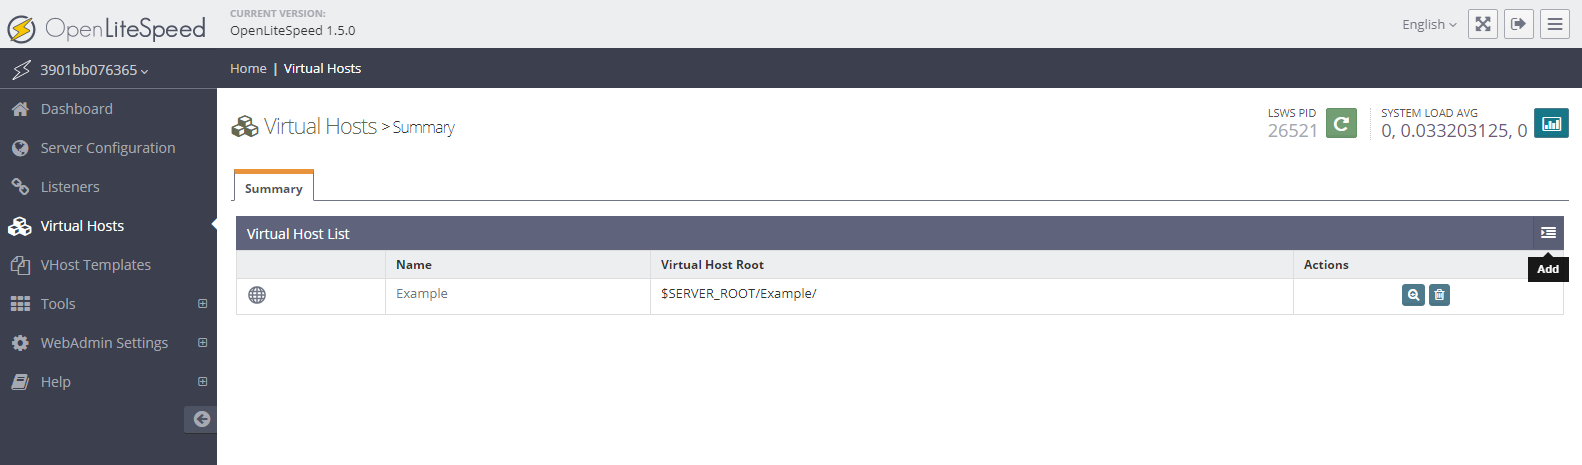 OpenLiteSpeed
CURRENT VERSION:
OpenLiteSpeed 1.5.0
English
3901bb076365
Home | Virtual Hosts
Dashboard
Server Configuration
Listeners
Virtual Hosts
VHost Templates
Tools
WebAdmin Settings
Help
Virtual Hosts > Summary
LSWS PID
26521
SYSTEM LOAD AVG
0, 0.033203125, 0
Summary
Virtual Host List
Name Virtual Host Root Actions
Add
Example $SERVER_ROOT/Example/